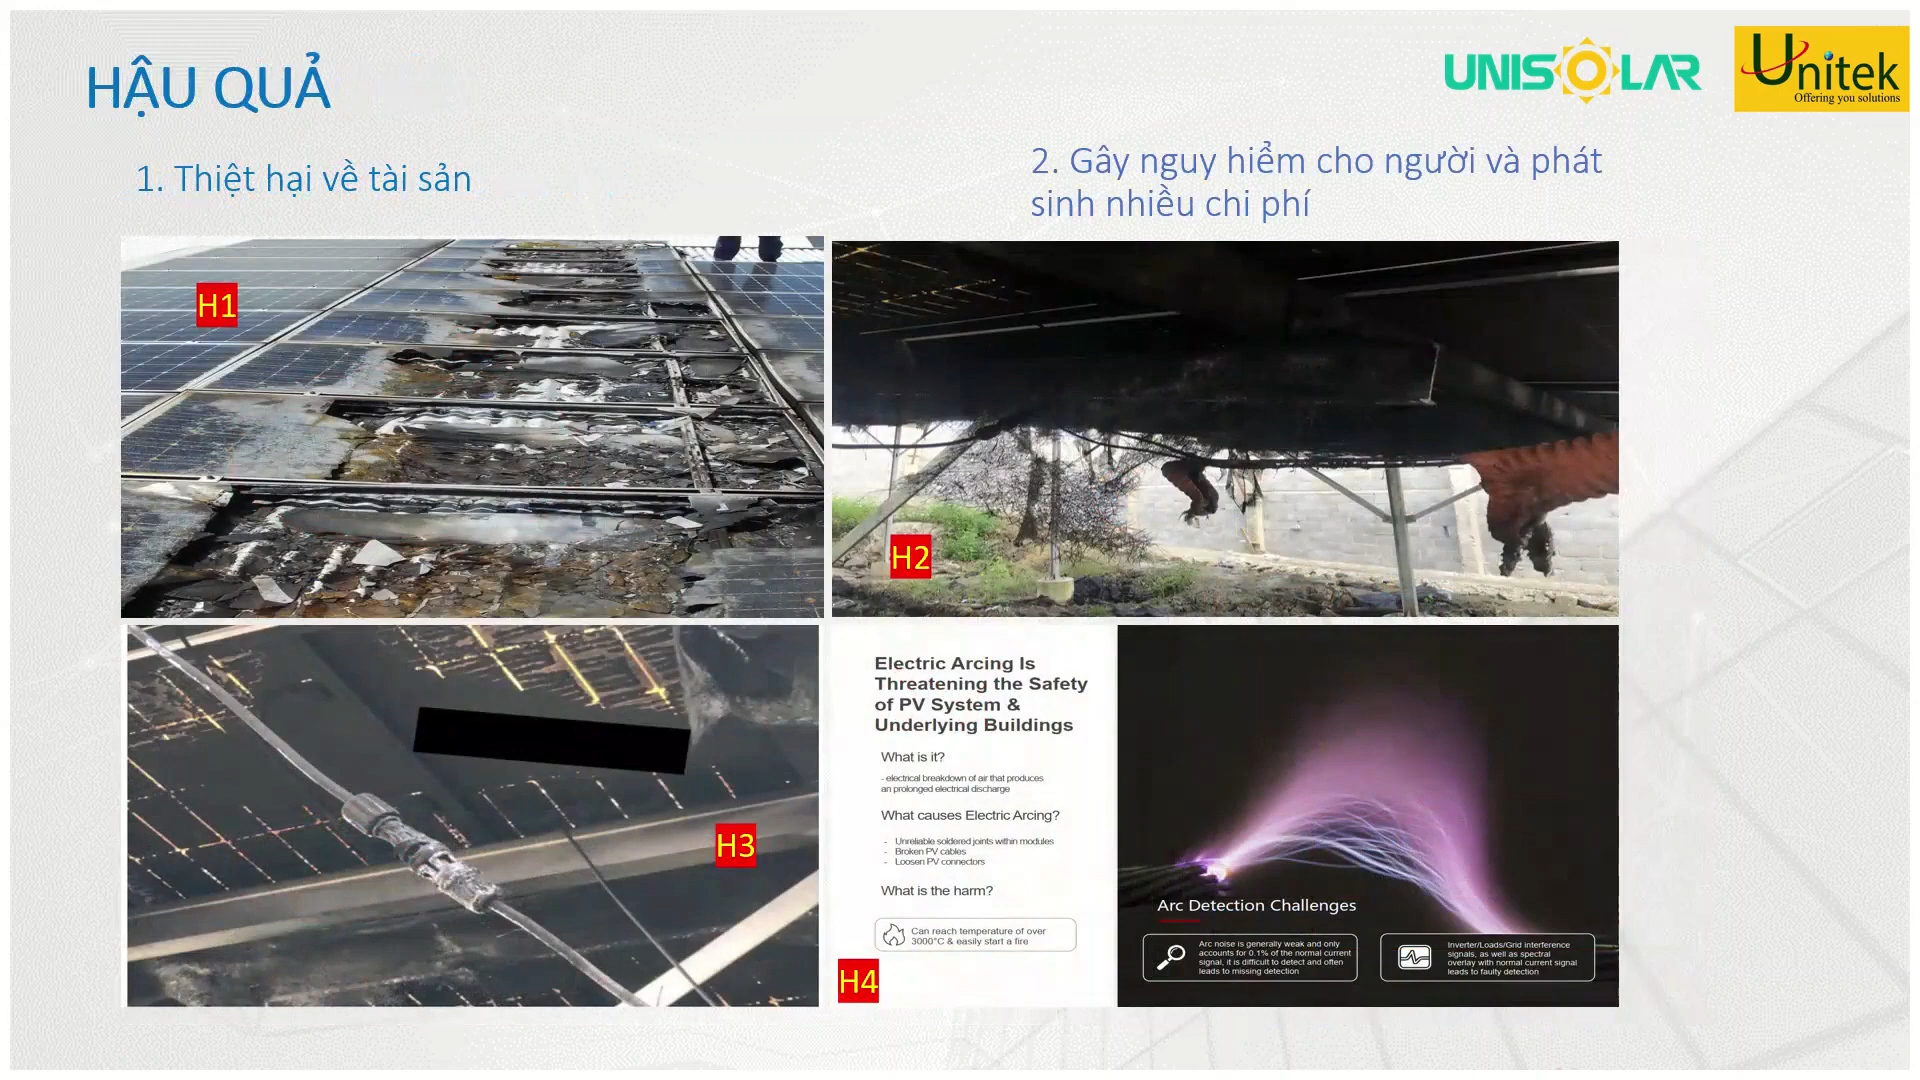 HẬU QUẢ
UNISOLAR
Unitek
Offering you solutions
1. Thiệt hại về tài sản
2. Gây nguy hiểm cho người và phát
sinh nhiều chi phí
H1
H2
H3
Electric Arcing Is
Threatening the Safety
of PV System &
Underlying Buildings
What is it?
- electrical breakdown of air that produces
an prolonged electrical discharge
What causes Electric Arcing?
- Unreliable soldered joints within modules
- Broken PV cables
- Loosen PV connectors
What is the harm?
Can reach temperature of over
3000°C & easily start a fire
H4
Arc Detection Challenges
Arc noise is generally weak and only
accounts for 0.1% of the normal current
signal, it is difficult to detect and often
leads to missing detection
Inverter/Loads/Grid interference
signals, as well as spectral
overlay with normal current signal
leads to faulty detection